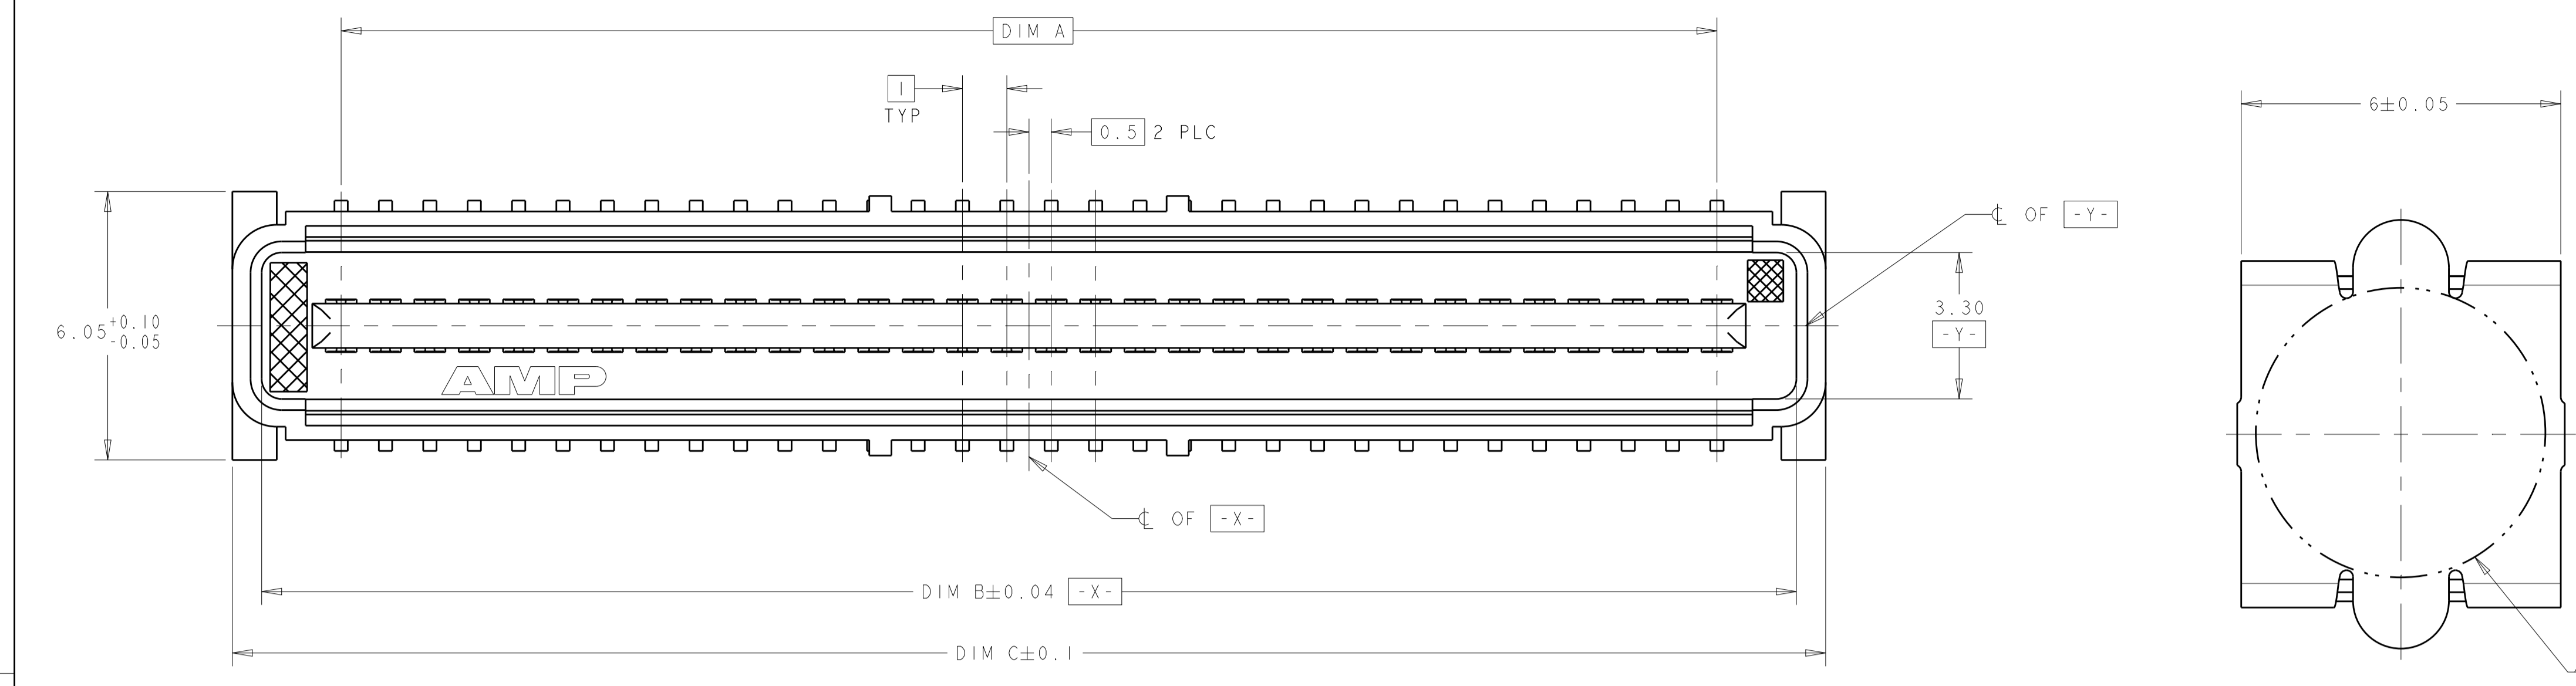 DIM A
1
TYP
0.5 2 PLC
6±0.05
₵ OF -Y-
3.30
-Y-
6.05 +0.10
-0.05
AMP
₵ OF -X-
DIM B±0.04 -X-
DIM C±0.1